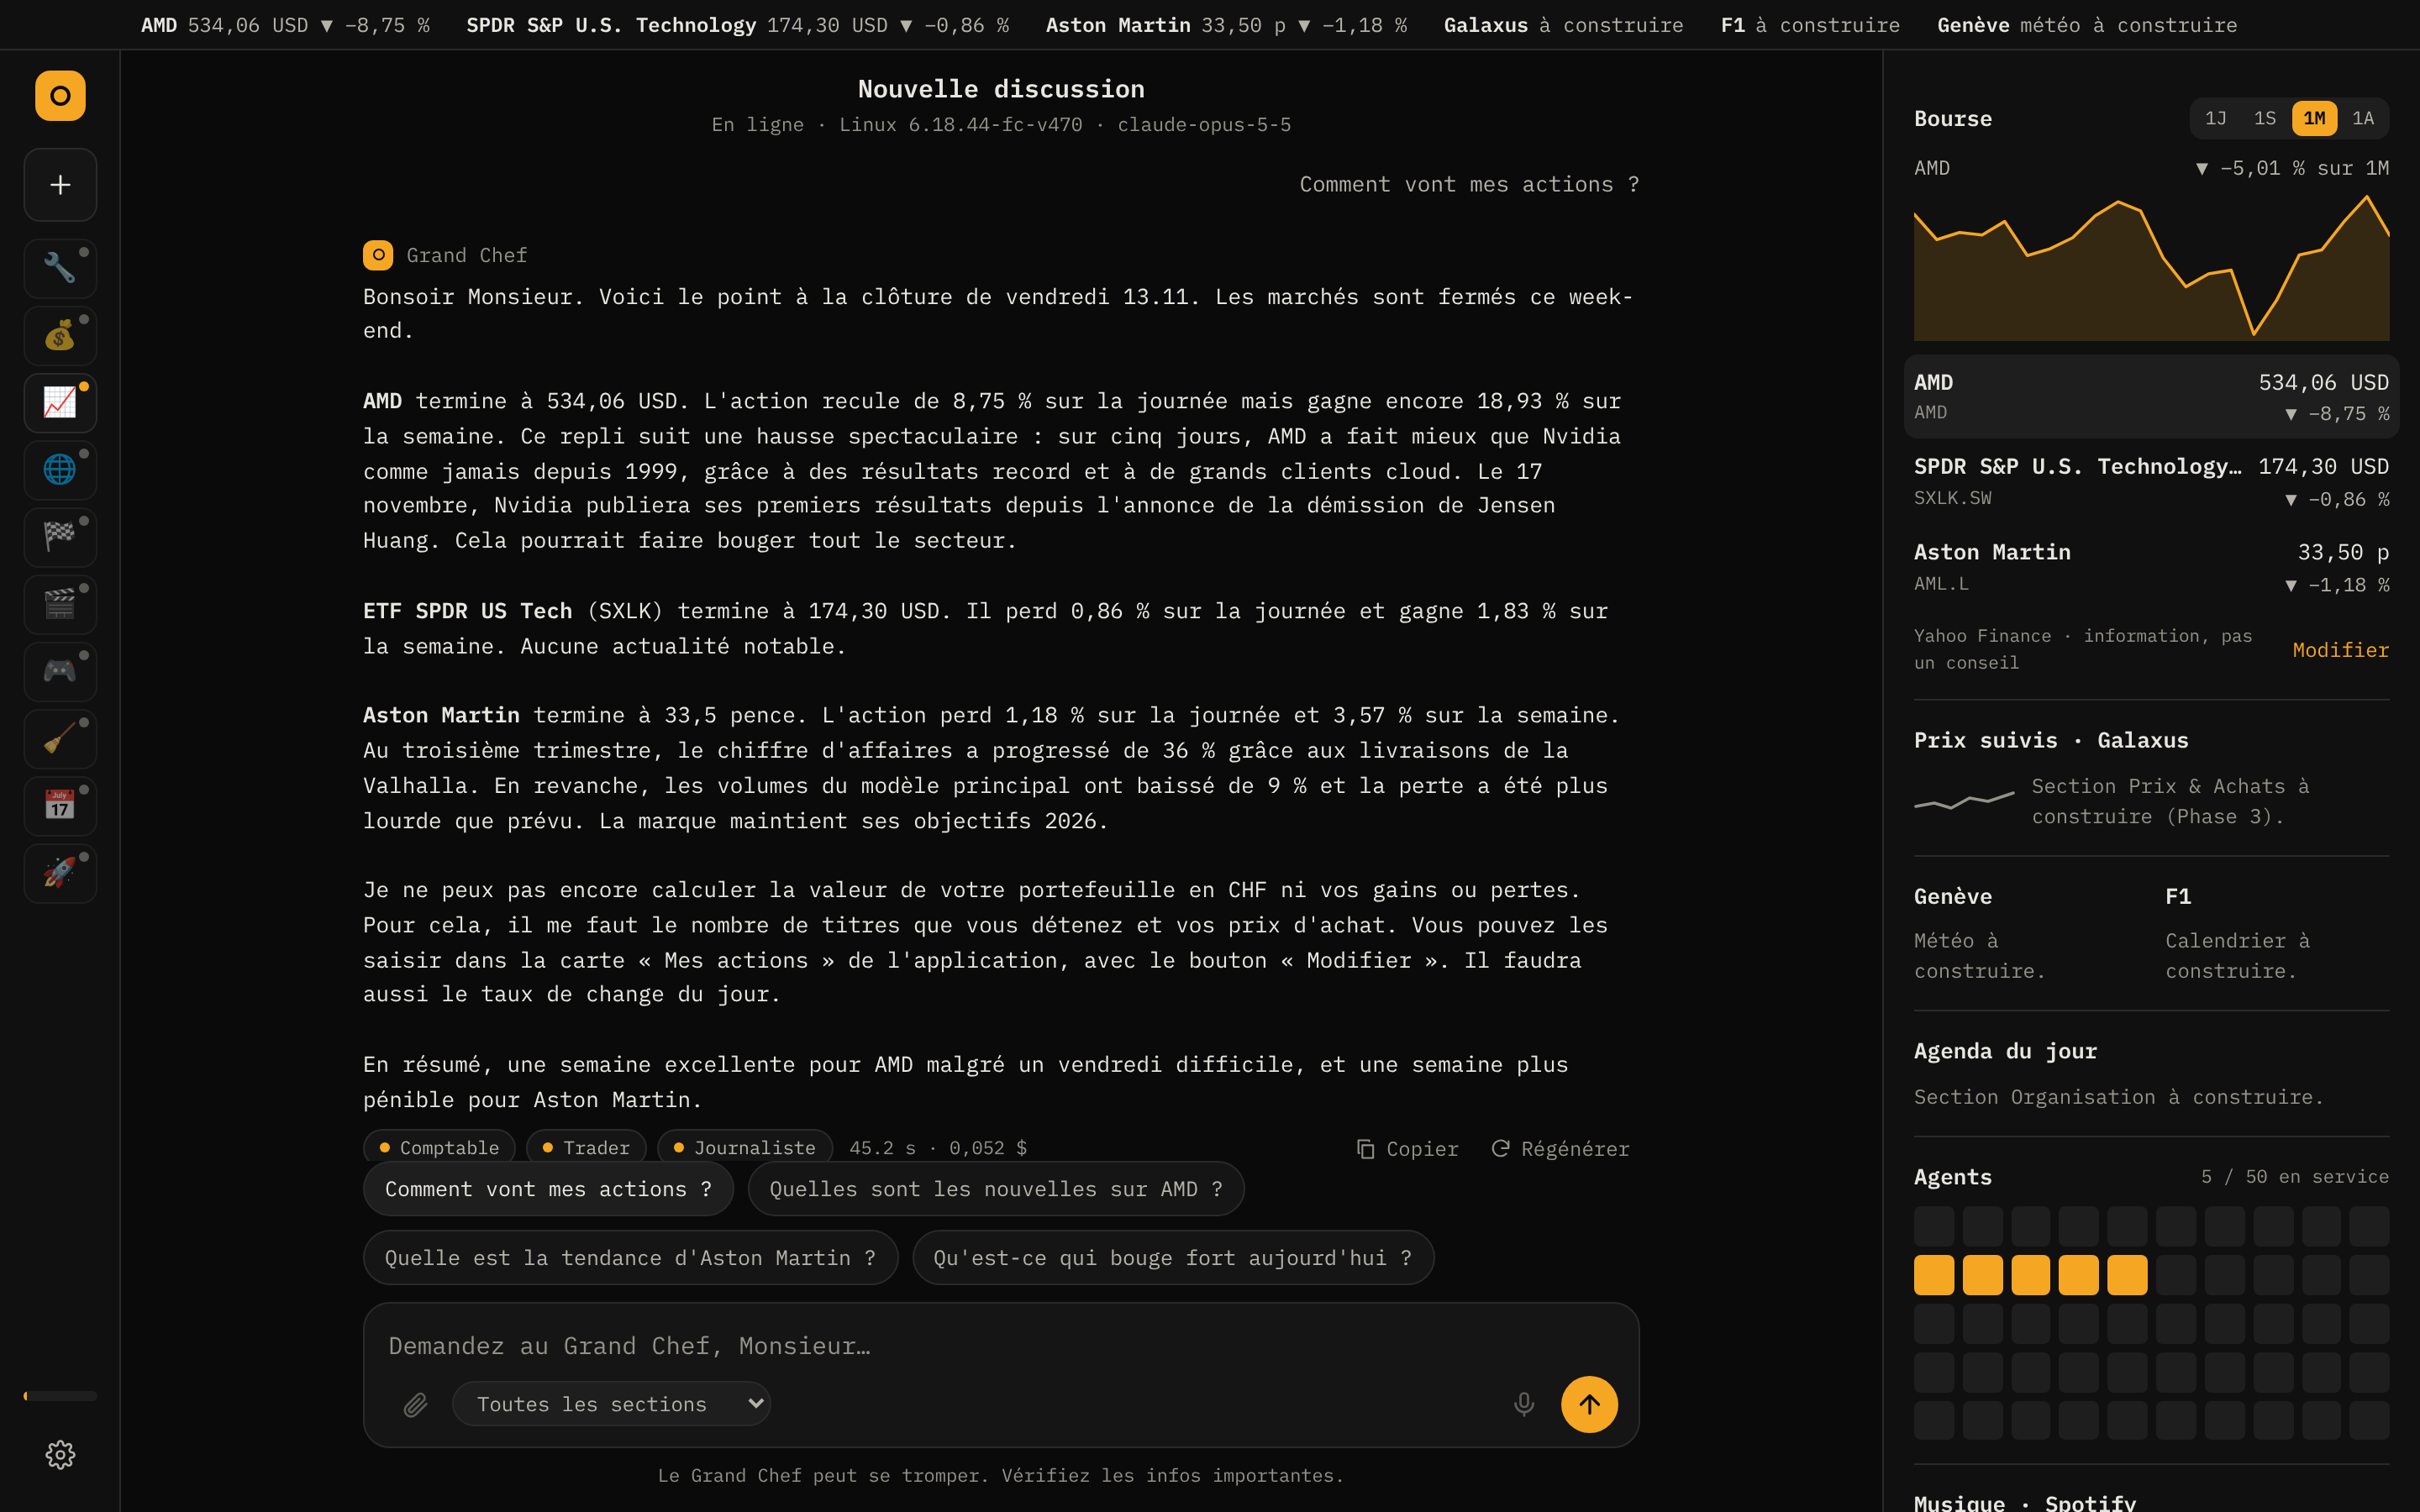 AMD 534,06 USD ▼ −8,75 % SPDR S&P U.S. Technology 174,30 USD ▼ −0,86 % Aston Martin 33,50 p ▼ −1,18 % Galaxus à construire F1 à construire Genève météo à construire
Nouvelle discussion
En ligne · Linux 6.18.44-fc-v470 · claude-opus-5-5
Comment vont mes actions ?
Grand Chef
Bonsoir Monsieur. Voici le point à la clôture de vendredi 13.11. Les marchés sont fermés ce week-
end.
AMD termine à 534,06 USD. L'action recule de 8,75 % sur la journée mais gagne encore 18,93 % sur
la semaine. Ce repli suit une hausse spectaculaire : sur cinq jours, AMD a fait mieux que Nvidia
comme jamais depuis 1999, grâce à des résultats record et à de grands clients cloud. Le 17
novembre, Nvidia publiera ses premiers résultats depuis l'annonce de la démission de Jensen
Huang. Cela pourrait faire bouger tout le secteur.
ETF SPDR US Tech (SXLK) termine à 174,30 USD. Il perd 0,86 % sur la journée et gagne 1,83 % sur
la semaine. Aucune actualité notable.
Aston Martin termine à 33,5 pence. L'action perd 1,18 % sur la journée et 3,57 % sur la semaine.
Au troisième trimestre, le chiffre d'affaires a progressé de 36 % grâce aux livraisons de la
Valhalla. En revanche, les volumes du modèle principal ont baissé de 9 % et la perte a été plus
lourde que prévu. La marque maintient ses objectifs 2026.
Je ne peux pas encore calculer la valeur de votre portefeuille en CHF ni vos gains ou pertes.
Pour cela, il me faut le nombre de titres que vous détenez et vos prix d'achat. Vous pouvez les
saisir dans la carte « Mes actions » de l'application, avec le bouton « Modifier ». Il faudra
aussi le taux de change du jour.
En résumé, une semaine excellente pour AMD malgré un vendredi difficile, et une semaine plus
pénible pour Aston Martin.
Comptable Trader Journaliste 45.2 s · 0,052 $ Copier Régénérer
Comment vont mes actions ? Quelles sont les nouvelles sur AMD ?
Quelle est la tendance d'Aston Martin ? Qu'est-ce qui bouge fort aujourd'hui ?
Demandez au Grand Chef, Monsieur…
Toutes les sections
Le Grand Chef peut se tromper. Vérifiez les infos importantes.
July
17
Bourse 1J 1S 1M 1A
AMD ▼ −5,01 % sur 1M
AMD 534,06 USD
AMD ▼ −8,75 %
SPDR S&P U.S. Technology… 174,30 USD
SXLK.SW ▼ −0,86 %
Aston Martin 33,50 p
AML.L ▼ −1,18 %
Yahoo Finance · information, pas
un conseil
Modifier
Prix suivis · Galaxus
Section Prix & Achats à
construire (Phase 3).
Genève F1
Météo à Calendrier à
construire. construire.
Agenda du jour
Section Organisation à construire.
Agents 5 / 50 en service
Musique · Spotify